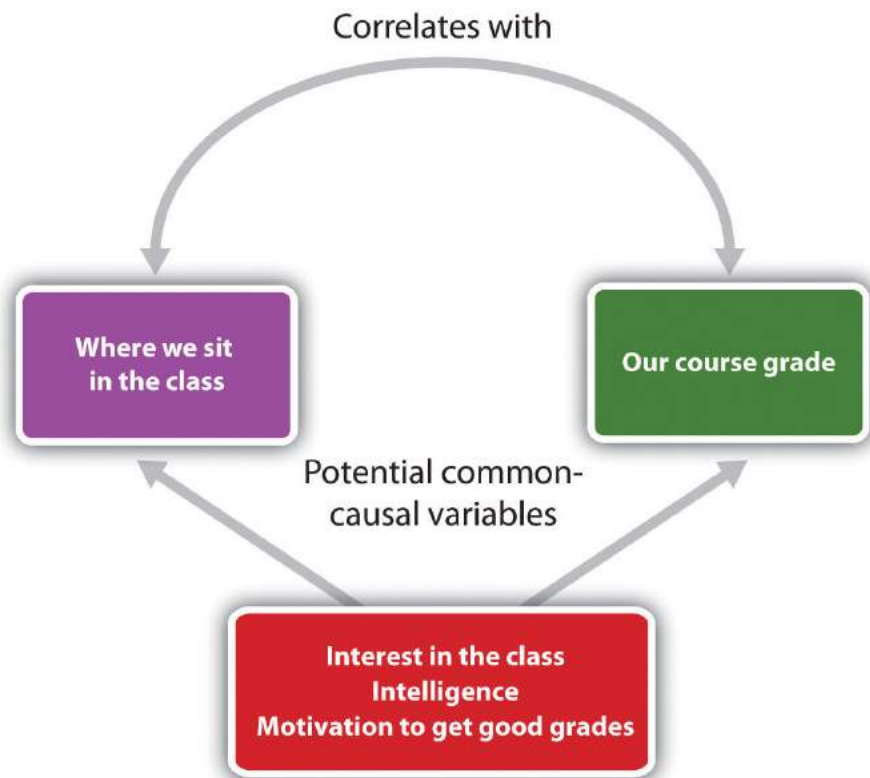 Correlates with
Where we sit
in the class
Our course grade
Potential common-
causal variables
Interest in the class
Intelligence
Motivation to get good grades